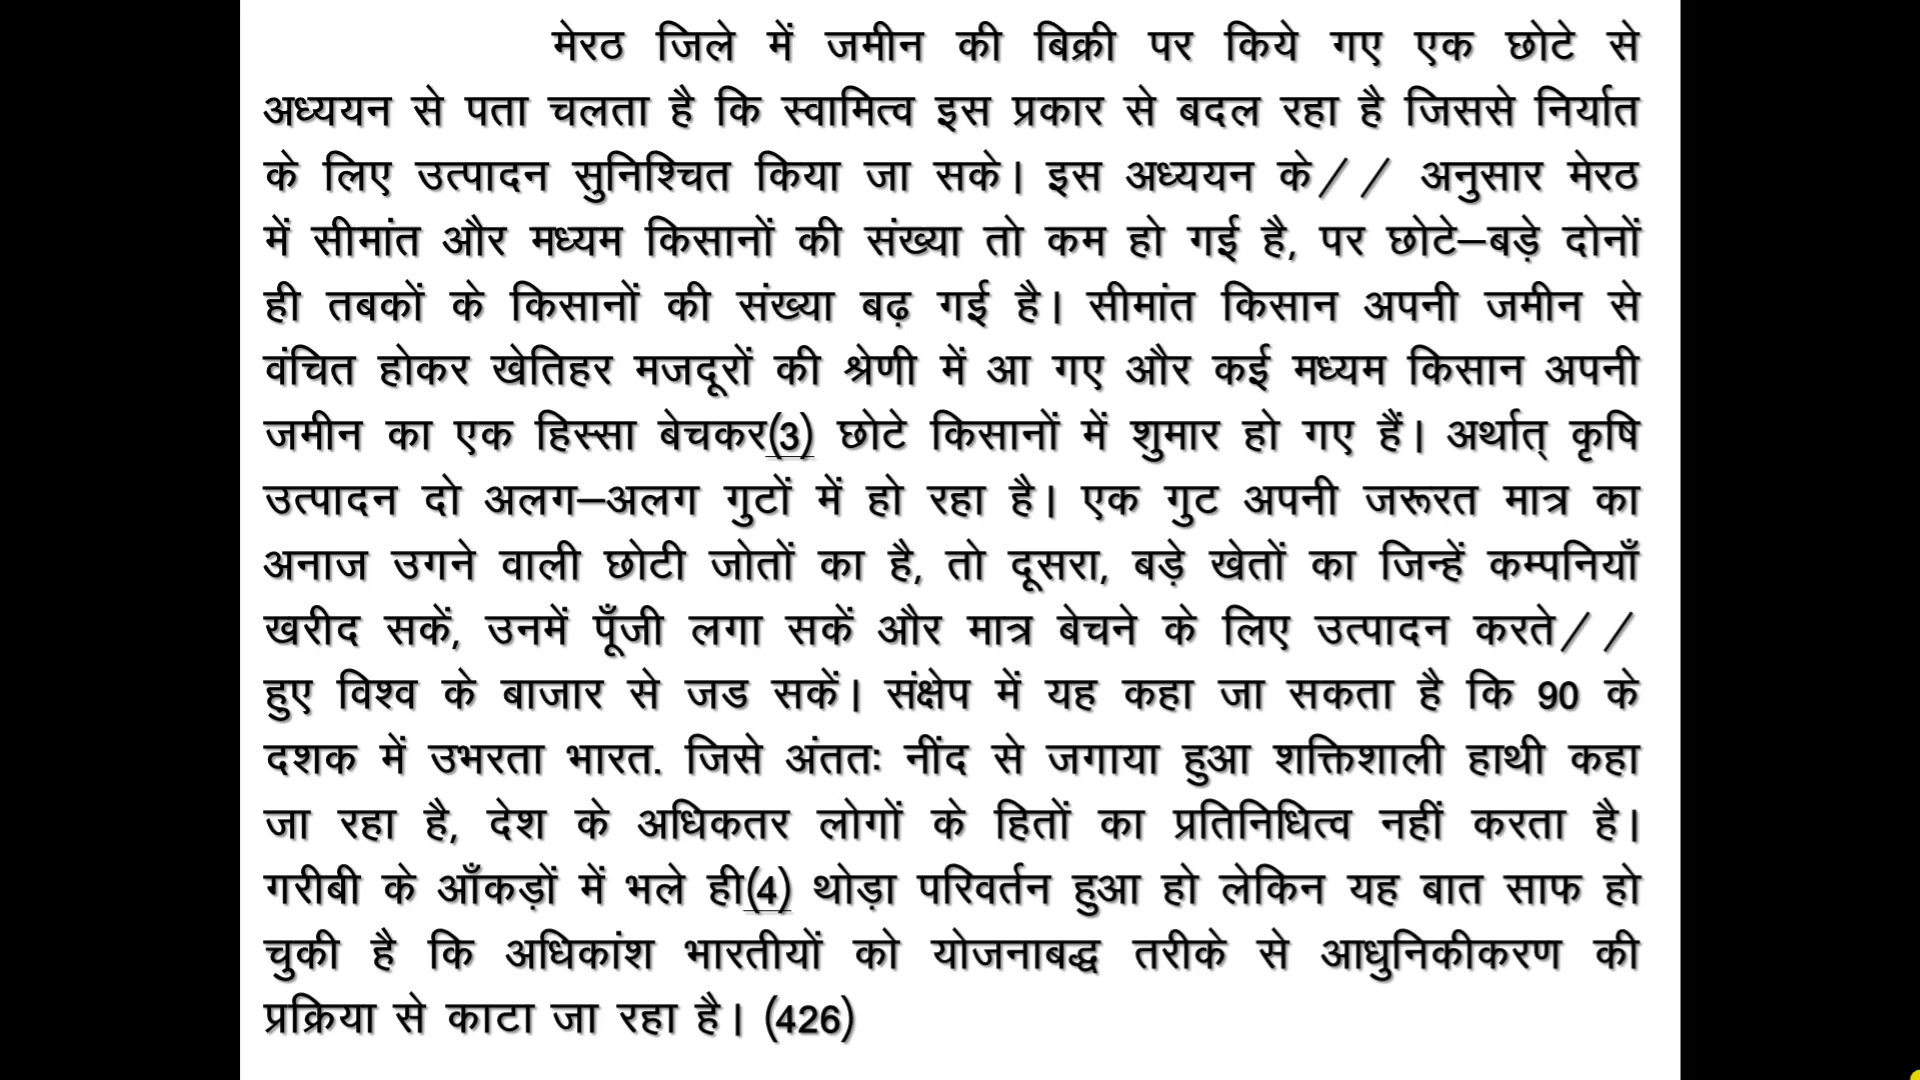 मेरठ जिले में जमीन की बिक्री पर किये गए एक छोटे से
अध्ययन से पता चलता है कि स्वामित्व इस प्रकार से बदल रहा है जिससे निर्यात
के लिए उत्पादन सुनिश्चित किया जा सके। इस अध्ययन के// अनुसार मेरठ
में सीमांत और मध्यम किसानों की संख्या तो कम हो गई है, पर छोटे–बड़े दोनों
ही तबकों के किसानों की संख्या बढ़ गई है। सीमांत किसान अपनी जमीन से
वंचित होकर खेतिहर मजदूरों की श्रेणी में आ गए और कई मध्यम किसान अपनी
जमीन का एक हिस्सा बेचकर(3) छोटे किसानों में शुमार हो गए हैं। अर्थात् कृषि
उत्पादन दो अलग–अलग गुटों में हो रहा है। एक गुट अपनी जरूरत मात्र का
अनाज उगने वाली छोटी जोतों का है, तो दूसरा, बड़े खेतों का जिन्हें कम्पनियाँ
खरीद सकें, उनमें पूँजी लगा सकें और मात्र बेचने के लिए उत्पादन करते//
हुए विश्व के बाजार से जड सकें। संक्षेप में यह कहा जा सकता है कि 90 के
दशक में उभरता भारत. जिसे अंततः नींद से जगाया हुआ शक्तिशाली हाथी कहा
जा रहा है, देश के अधिकतर लोगों के हितों का प्रतिनिधित्व नहीं करता है।
गरीबी के आँकड़ों में भले ही(4) थोड़ा परिवर्तन हुआ हो लेकिन यह बात साफ हो
चुकी है कि अधिकांश भारतीयों को योजनाबद्ध तरीके से आधुनिकीकरण की
प्रक्रिया से काटा जा रहा है। (426)